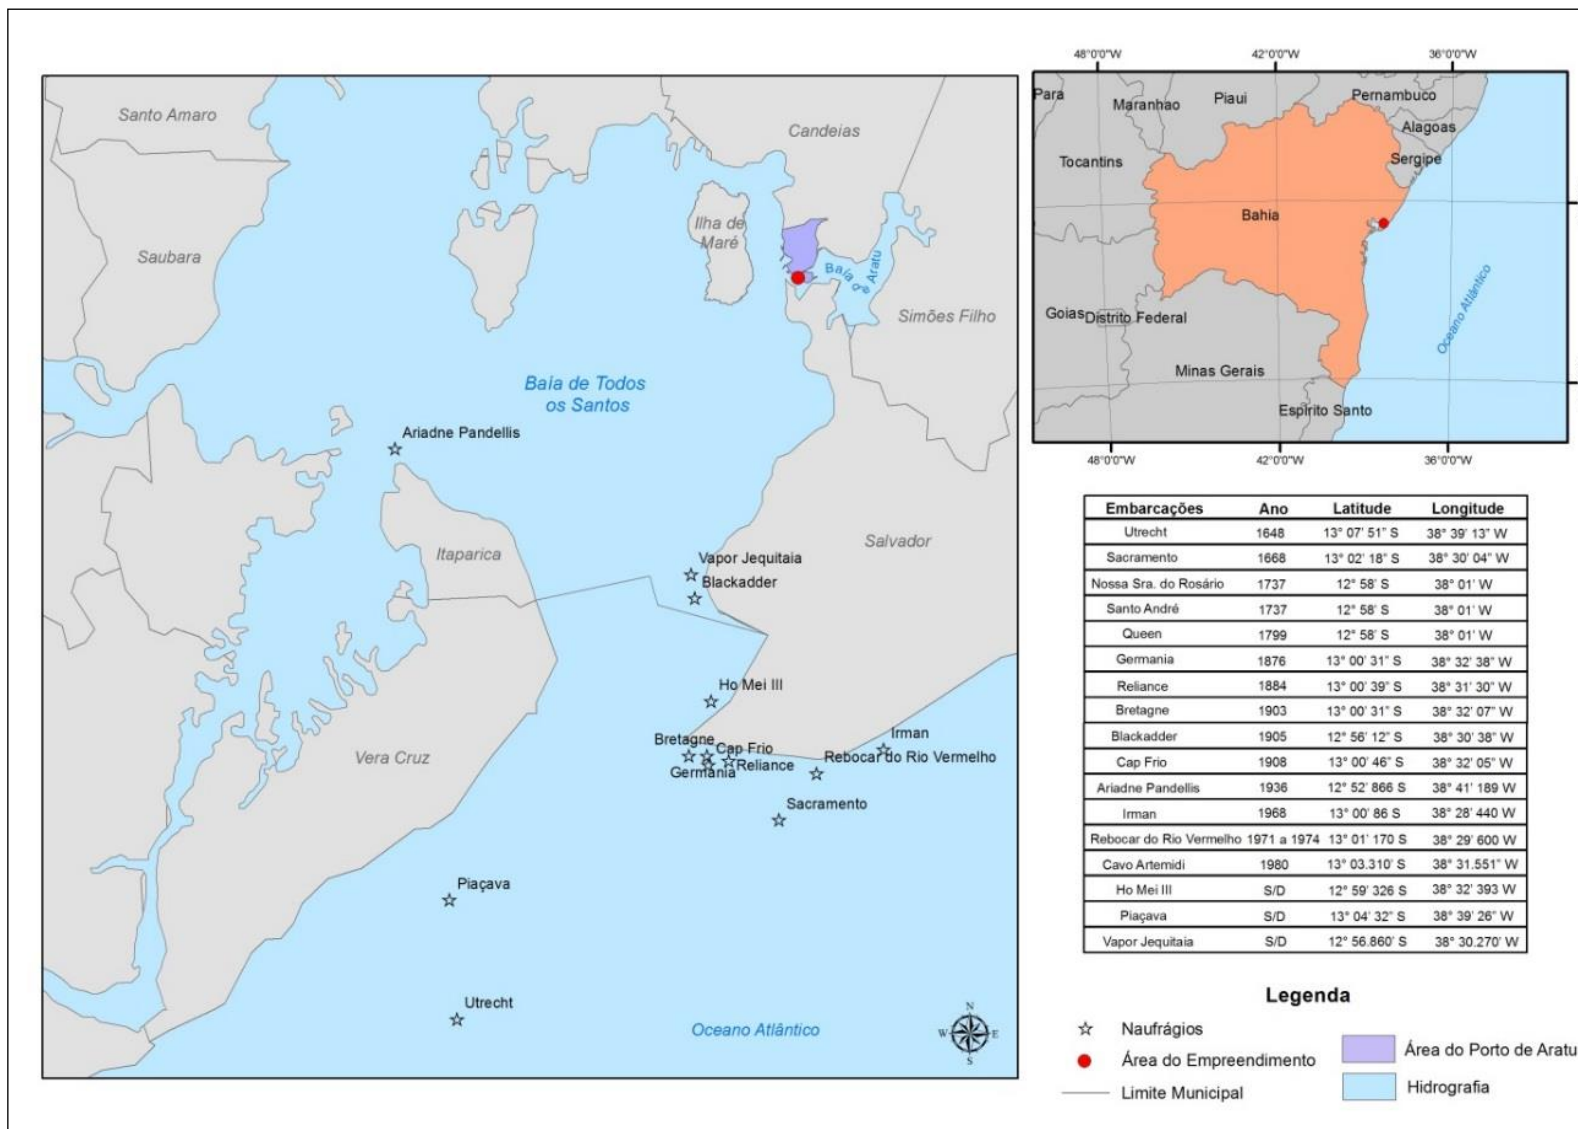 Santo Amaro
Candeias
Ilha de
Maré
Saubara
Baía de Aratu
Simões Filho
Baía de Todos
os Santos
Ariadne Pandellis
Itaparica
Salvador
Vapor Jequitaia
Blackadder
Ho Mei III
Vera Cruz
Bretagne
Cap Frio
Irman
Germania
Reliance
Rebocar do Rio Vermelho
Sacramento
Piaçava
Utrecht
Oceano Atlântico
N
W
E
S
48°0'0"W 42°0'0"W 36°0'0"W
Para
Maranhao
Piaui
Pernambuco
Alagoas
Sergipe
Tocantins
Bahia
Goias
Distrito Federal
Oceano Atlântico
Minas Gerais
Espirito Santo
48°0'0"W 42°0'0"W 36°0'0"W
Embarcações Ano Latitude Longitude
Utrecht 1648 13° 07' 51" S 38° 39' 13" W
Sacramento 1668 13° 02' 18" S 38° 30' 04" W
Nossa Sra. do Rosário 1737 12° 58' S 38° 01' W
Santo André 1737 12° 58' S 38° 01' W
Queen 1799 12° 58' S 38° 01' W
Germania 1876 13° 00' 31" S 38° 32' 38" W
Reliance 1884 13° 00' 39" S 38° 31' 30" W
Bretagne 1903 13° 00' 31" S 38° 32' 07" W
Blackadder 1905 12° 56' 12" S 38° 30' 38" W
Cap Frio 1908 13° 00' 46" S 38° 32' 05" W
Ariadne Pandellis 1936 12° 52' 866 S 38° 41' 189 W
Irman 1968 13° 00' 86 S 38° 28' 440 W
Rebocar do Rio Vermelho 1971 a 1974 13° 01' 170 S 38° 29' 600 W
Cavo Artemidi 1980 13° 03.310' S 38° 31.551" W
Ho Mei III S/D 12° 59' 326 S 38° 32' 393 W
Piaçava S/D 13° 04' 32" S 38° 39' 26" W
Vapor Jequitaia S/D 12° 56.860' S 38° 30.270' W
Legenda
Naufrágios
Área do Empreendimento
Limite Municipal
Área do Porto de Aratu
Hidrografia